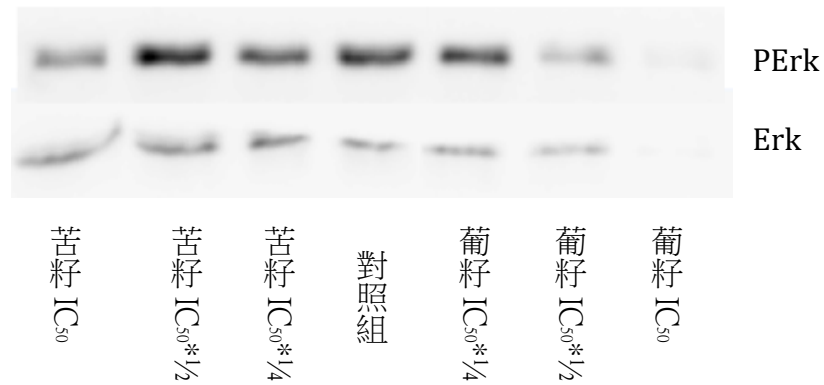 PErk
Erk
苦籽 IC₅₀
苦籽 IC₅₀*½
苦籽 IC₅₀*¼
對照組
葡籽 IC₅₀*¼
葡籽 IC₅₀*½
葡籽 IC₅₀